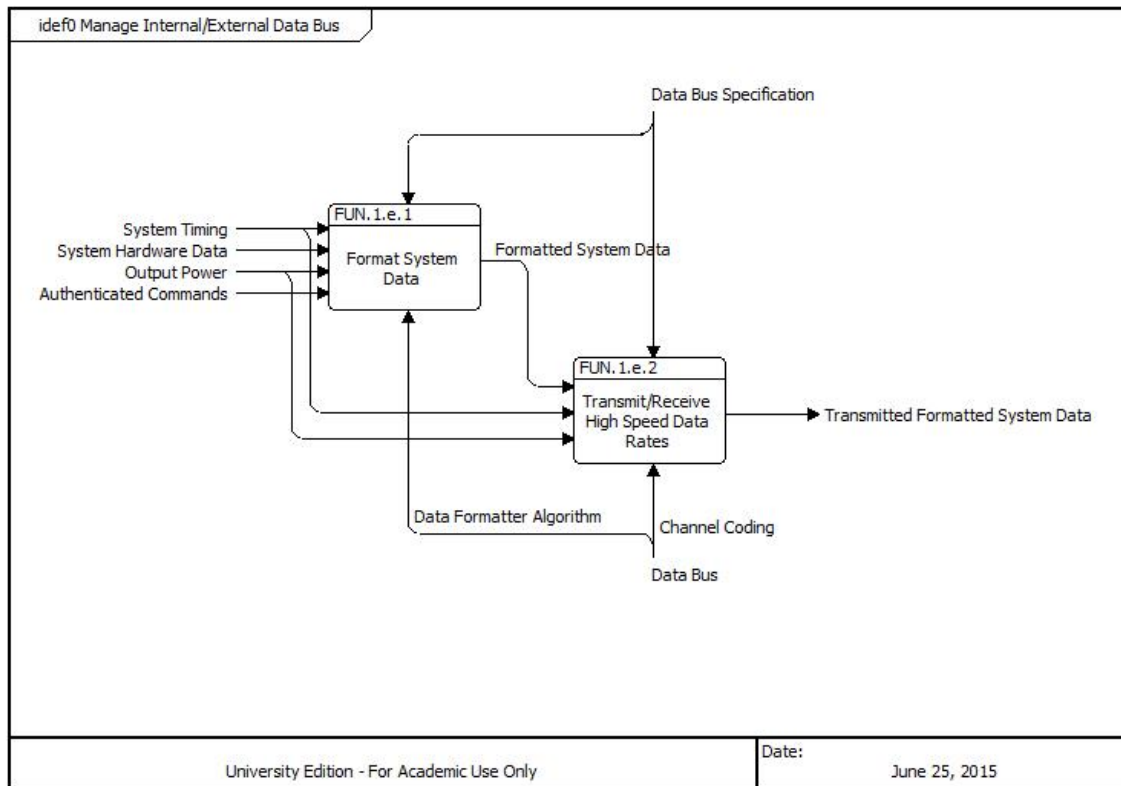 idef0 Manage Internal/External Data Bus
Data Bus Specification
FUN.1.e.1
Format System
Data
System Timing
System Hardware Data
Output Power
Authenticated Commands
Formatted System Data
FUN.1.e.2
Transmit/Receive
High Speed Data
Rates
Transmitted Formatted System Data
Data Formatter Algorithm
Channel Coding
Data Bus
University Edition - For Academic Use Only
Date:
June 25, 2015